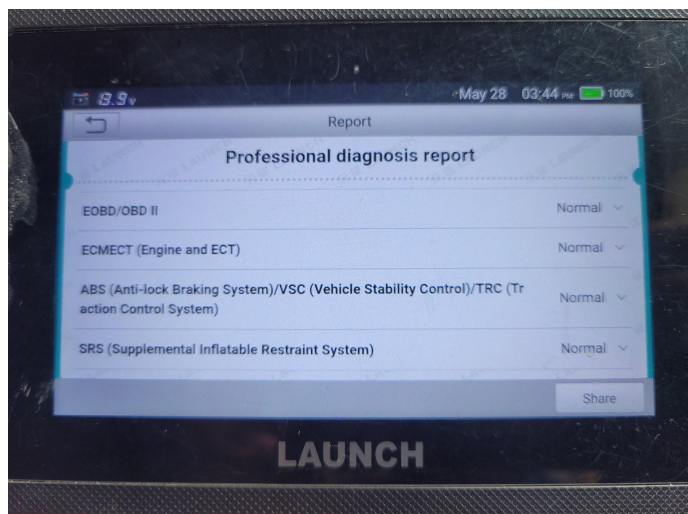 8.9v
May 28 03:44 PM 100%
Report
Professional diagnosis report
EOBD/OBD II
Normal
ECMECT (Engine and ECT)
Normal
ABS (Anti-lock Braking System)/VSC (Vehicle Stability Control)/TRC (Tr
action Control System)
Normal
SRS (Supplemental Inflatable Restraint System)
Normal
Share
LAUNCH